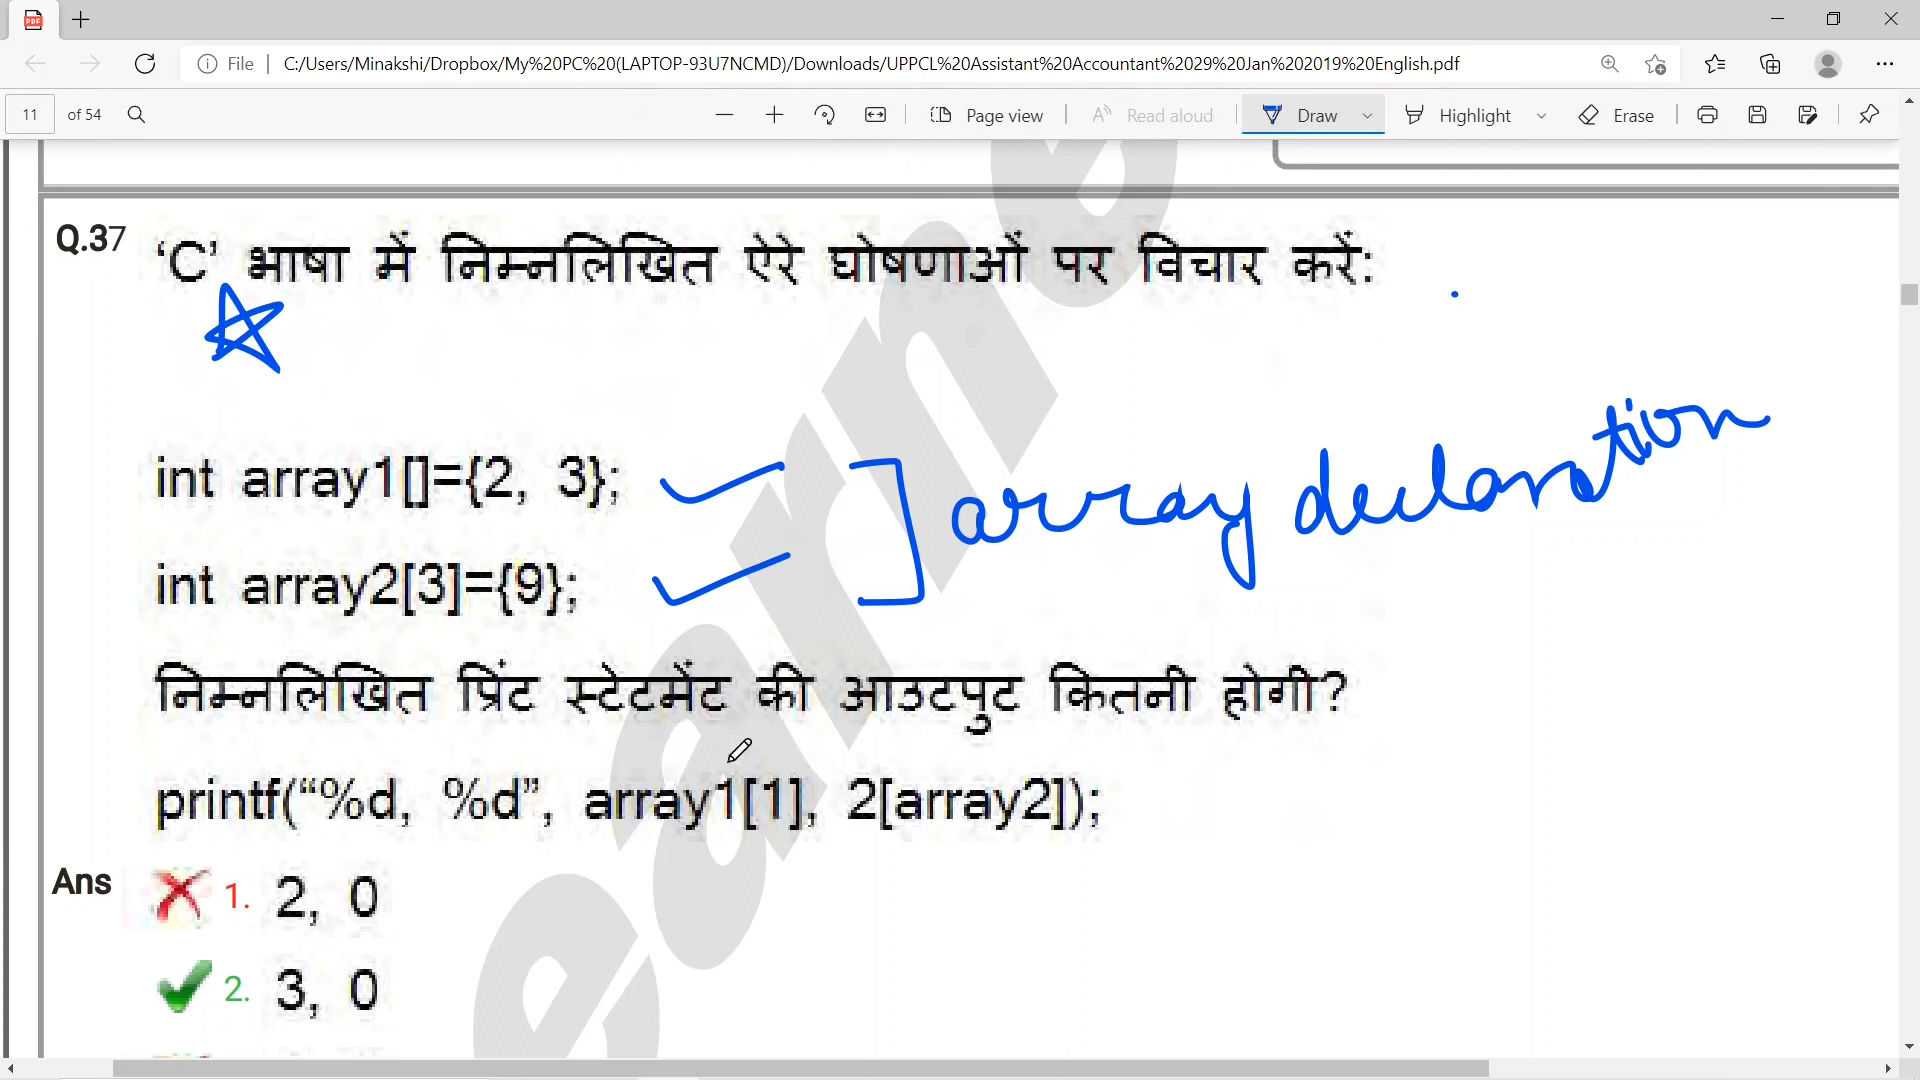 File C:/Users/Minakshi/Dropbox/My%20PC%20(LAPTOP-93U7NCMD)/Downloads/UPPCL%20Assistant%20Accountant%2029%20Jan%202019%20English.pdf
11 of 54 Page view Read aloud Draw Highlight Erase
Q.37 ‘C’ भाषा में निम्नलिखित ऐरे घोषणाओं पर विचार करें:
int array1[]={2, 3};
array declaration
int array2[3]={9};
निम्नलिखित प्रिंट स्टेटमेंट की आउटपुट कितनी होगी?
printf(“%d, %d”, array1[1], 2[array2]);
Ans 1. 2, 0
2. 3, 0